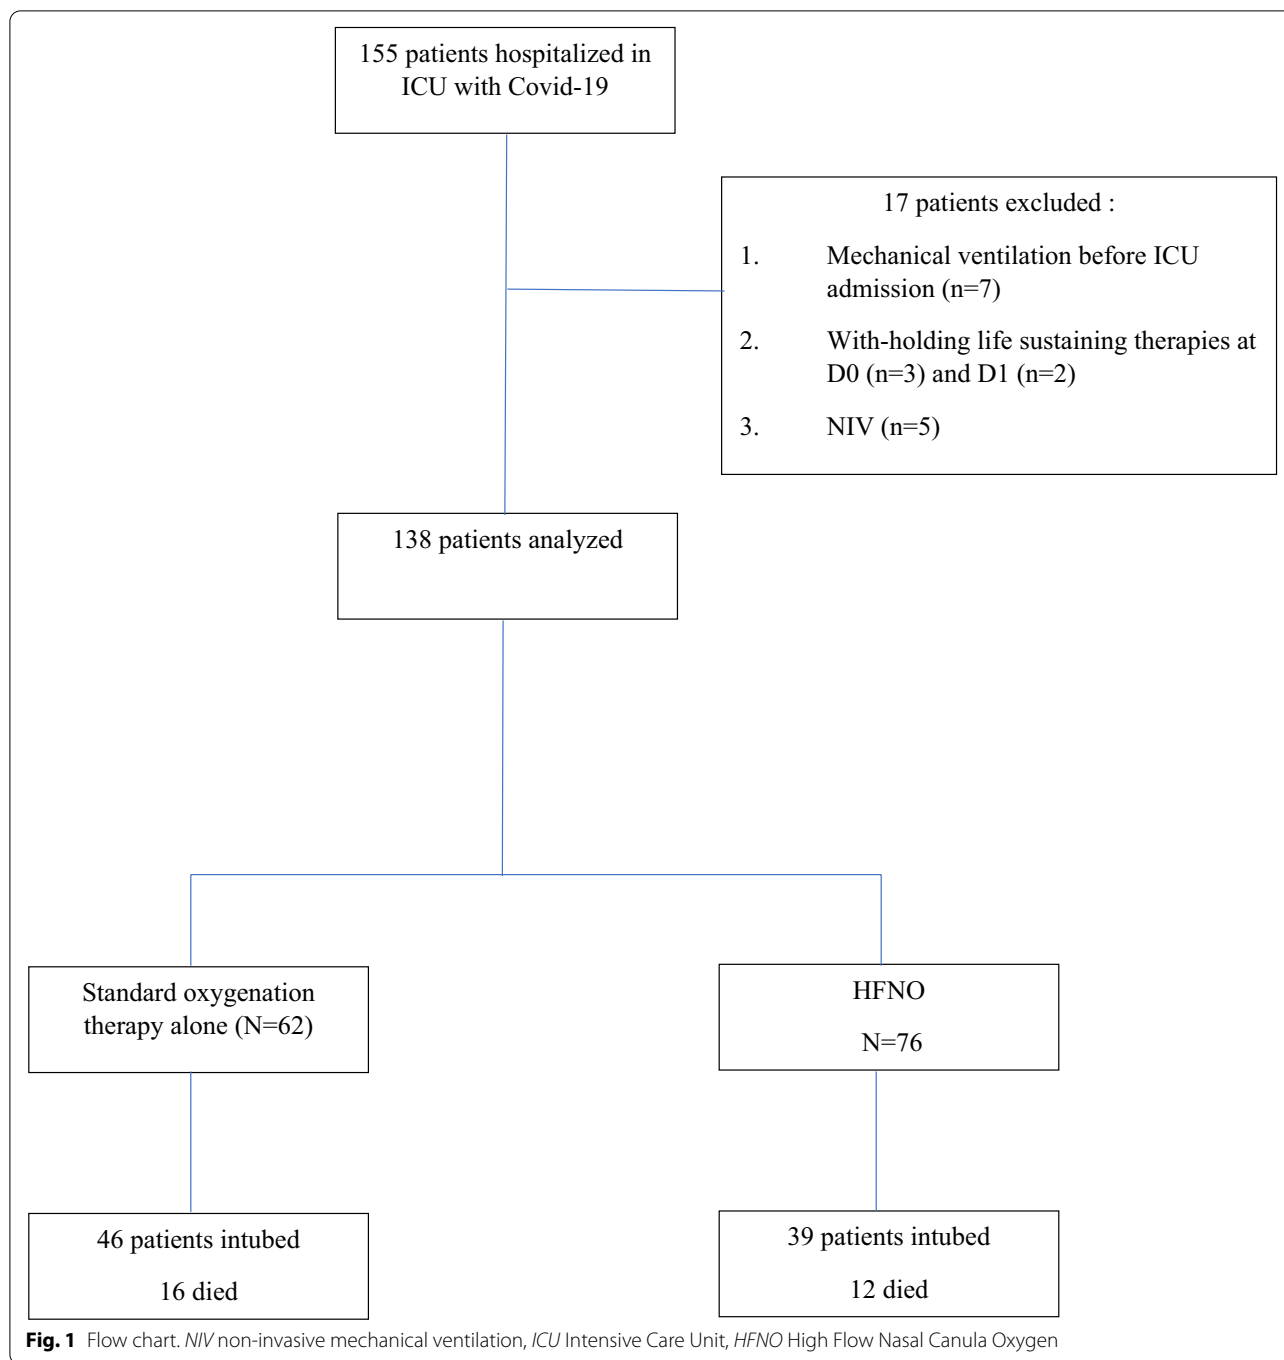 155 patients hospitalized in
ICU with Covid-19
17 patients excluded :
1. Mechanical ventilation before ICU
admission (n=7)
2. With-holding life sustaining therapies at
D0 (n=3) and D1 (n=2)
3. NIV (n=5)
138 patients analyzed
Standard oxygenation
therapy alone (N=62)
HFNO
N=76
46 patients intubed
16 died
39 patients intubed
12 died
Fig. 1 Flow chart. NIV non-invasive mechanical ventilation, ICU Intensive Care Unit, HFNO High Flow Nasal Canula Oxygen